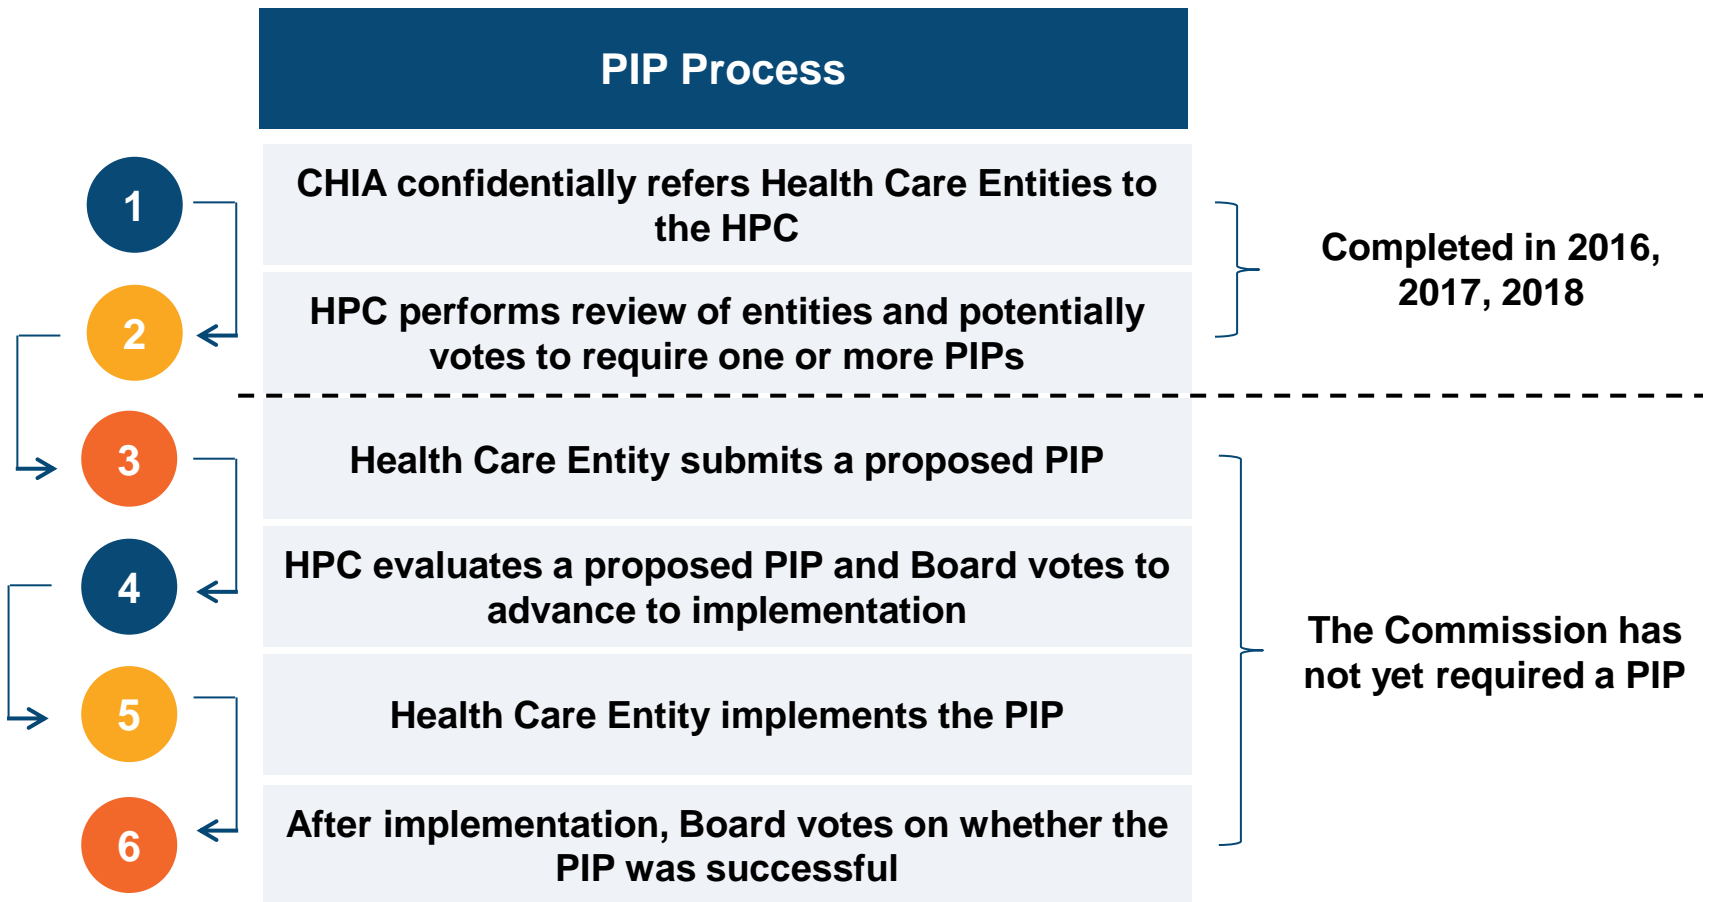 PIP Process
1
CHIA confidentially refers Health Care Entities to
the HPC
2
HPC performs review of entities and potentially
votes to require one or more PIPs
Completed in 2016,
2017, 2018
3
Health Care Entity submits a proposed PIP
4
HPC evaluates a proposed PIP and Board votes to
advance to implementation
5
Health Care Entity implements the PIP
6
After implementation, Board votes on whether the
PIP was successful
The Commission has
not yet required a PIP